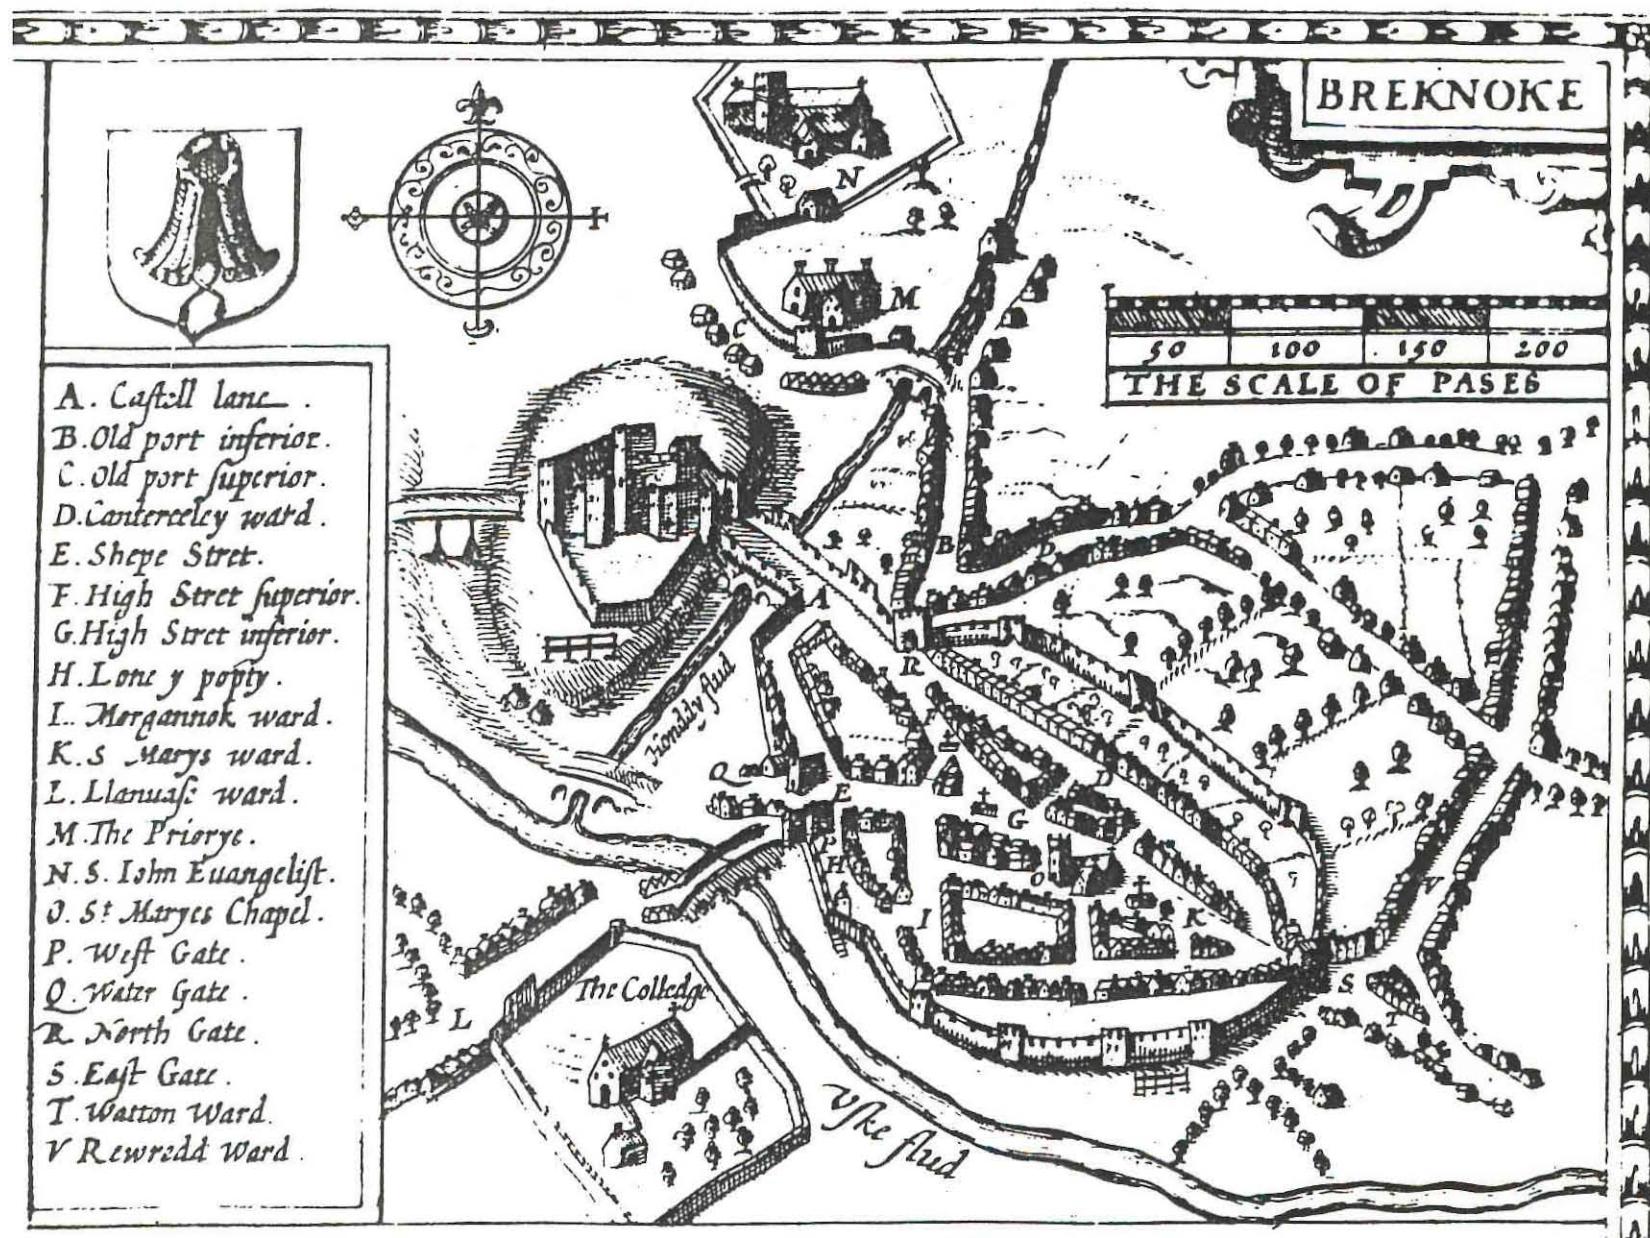 BREKNOKE
50 100 150 200
THE SCALE OF PASES
A. Castell lane.
B. Old port inferior.
C. Old port superior.
D. Cantereeley ward.
E. Shepe Stret.
F. High Stret superior.
G. High Stret inferior.
H. Lone y popty.
I. Morgannok ward.
K. S Marys ward.
L. Llanuase ward.
M. The Priorye.
N. S. Iohn Euangelist.
O. St Maryes Chapel.
P. West Gate.
Q. Water Gate.
R North Gate.
S. East Gate.
T. Watton Ward.
V Rewredd Ward.
N
M
C
B
D
A
R
Honddy flud
F
Q
E
D
G
P
H
O
I
K
V
The Colledge
S
L
T
Vske flud